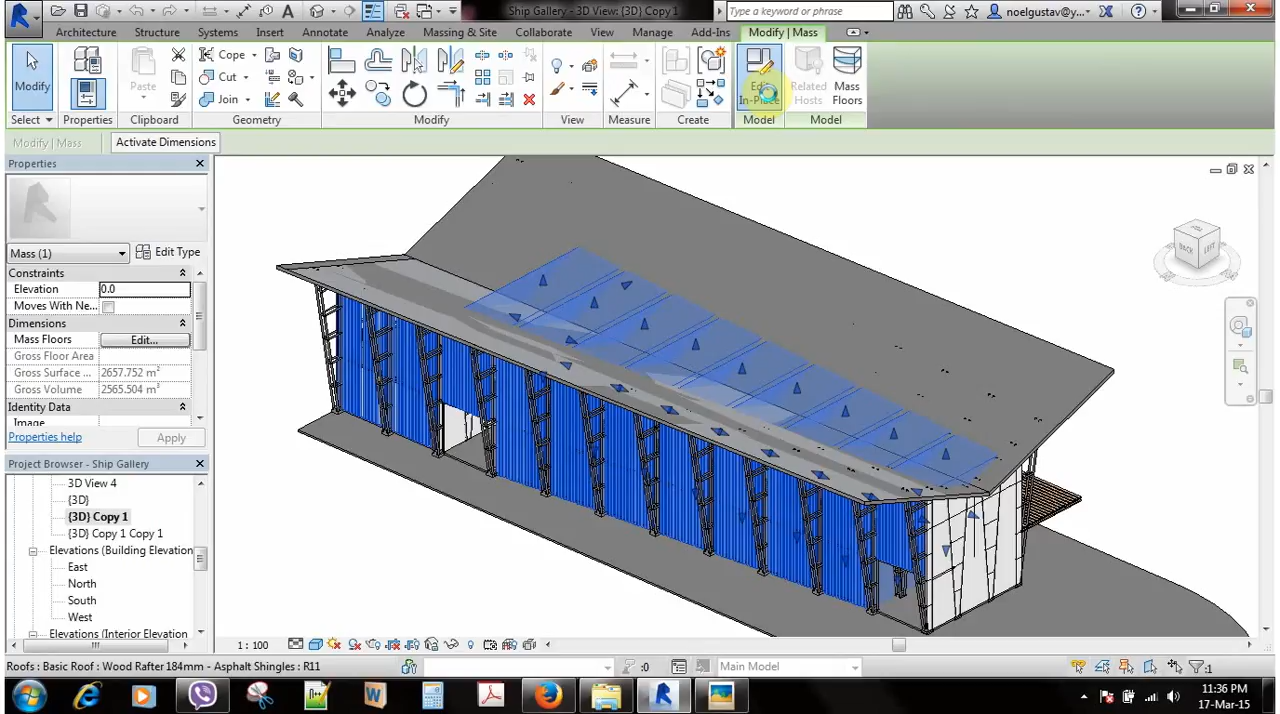 Ship Gallery - 3D View: {3D} Copy 1
Type a keyword or phrase
noelgustav@y...
Architecture
Structure
Systems
Insert
Annotate
Analyze
Massing & Site
Collaborate
View
Manage
Add-Ins
Modify | Mass
Modify
Paste
Cope
Cut
Join
Edit
In-Place
Related
Hosts
Mass
Floors
Select
Properties
Clipboard
Geometry
Modify
View
Measure
Create
Model
Model
Modify | Mass
Activate Dimensions
Properties
Mass (1)
Edit Type
Constraints
Elevation
0.0
Moves With Ne...
Dimensions
Mass Floors
Edit...
Gross Floor Area
Gross Surface ...
2657.752 m²
Gross Volume
2565.504 m³
Identity Data
Image
Properties help
Apply
BACK
LEFT
Project Browser - Ship Gallery
3D View 4
{3D}
{3D} Copy 1
{3D} Copy 1 Copy 1
Elevations (Building Elevation
East
North
South
West
Elevations (Interior Elevation
1 : 100
Roofs : Basic Roof : Wood Rafter 184mm - Asphalt Shingles : R11
:0
Main Model
:1
11:36 PM
17-Mar-15